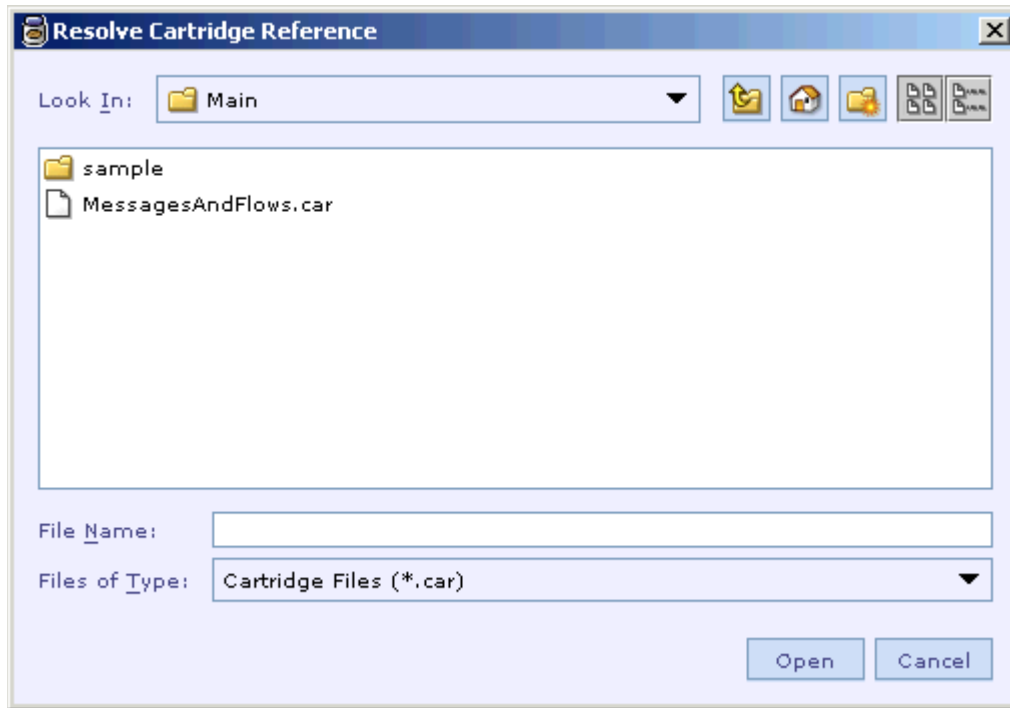 Resolve Cartridge Reference
Look In: Main
sample
MessagesAndFlows.car
File Name:
Files of Type: Cartridge Files (*.car)
Open Cancel